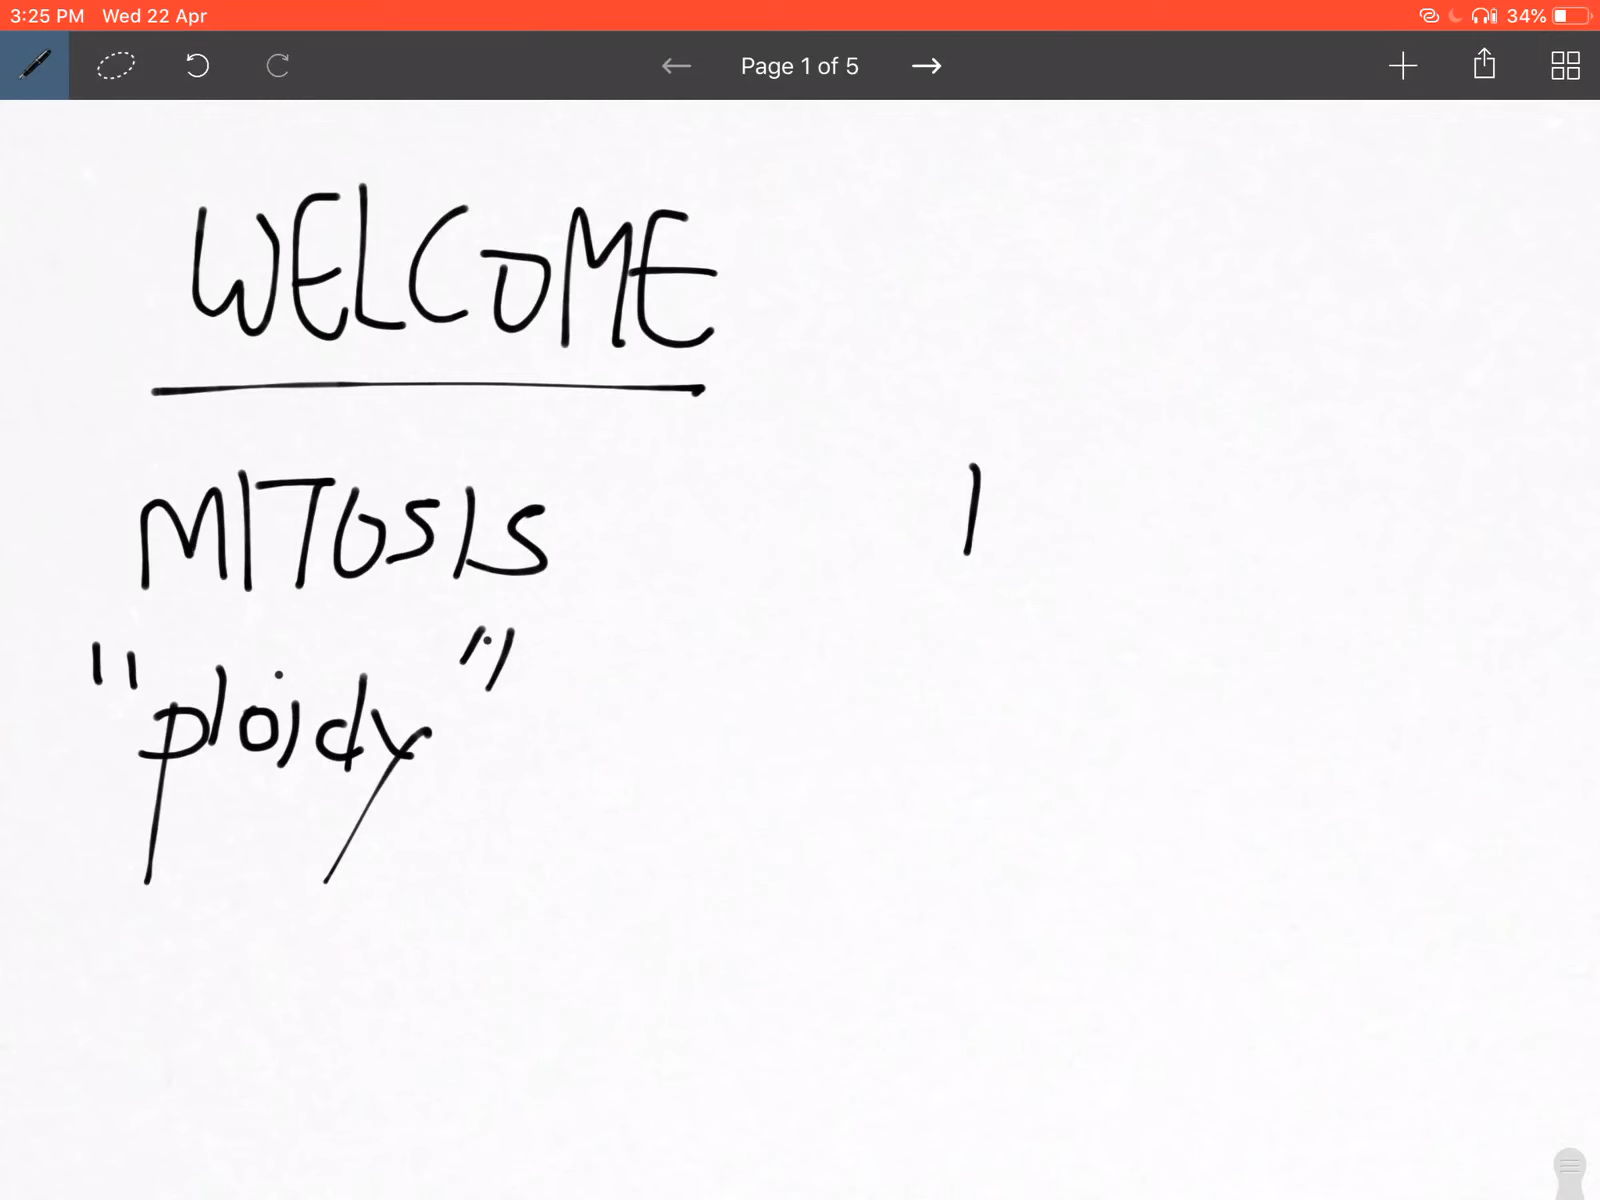 3:25 PM Wed 22 Apr 34%
Page 1 of 5
WELCOME
MITOSIS
"ploidy"